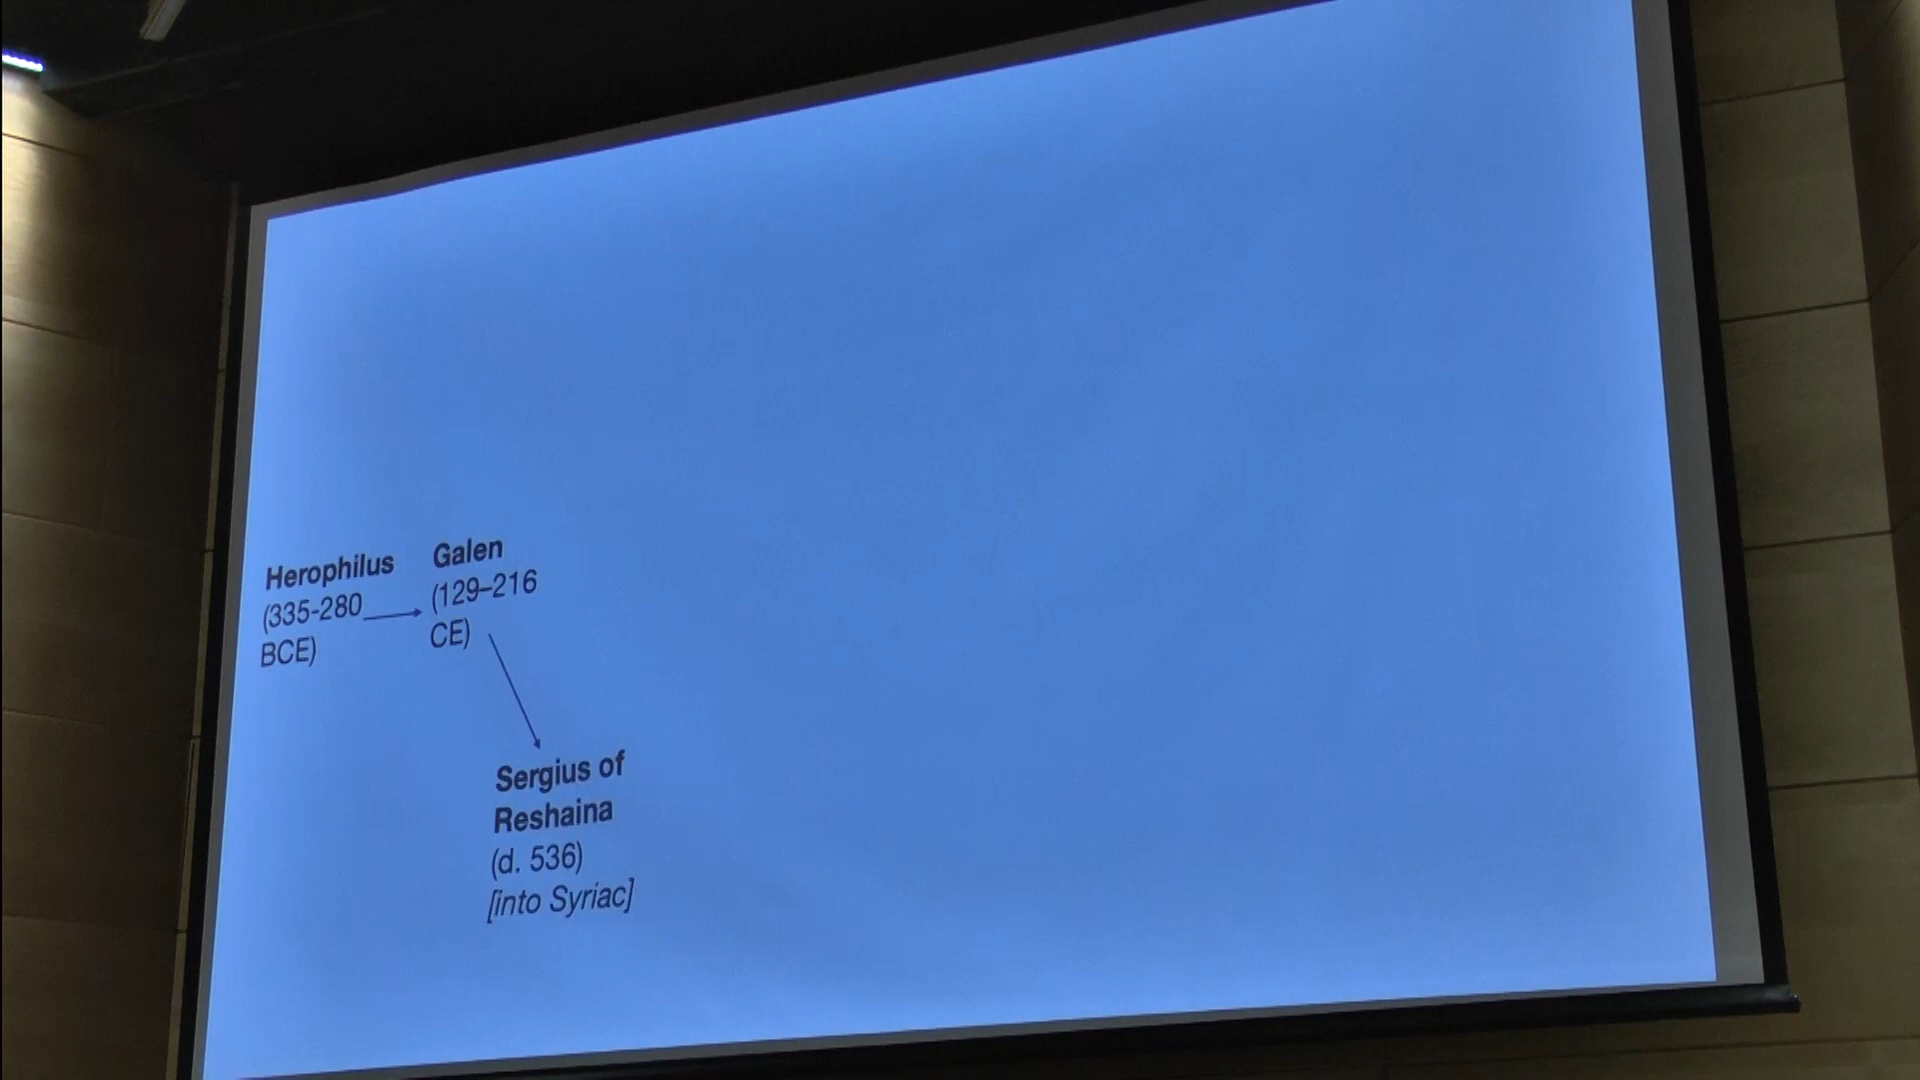 Herophilus
(335-280
BCE)
Galen
(129–216
CE)
Sergius of
Reshaina
(d. 536)
[into Syriac]